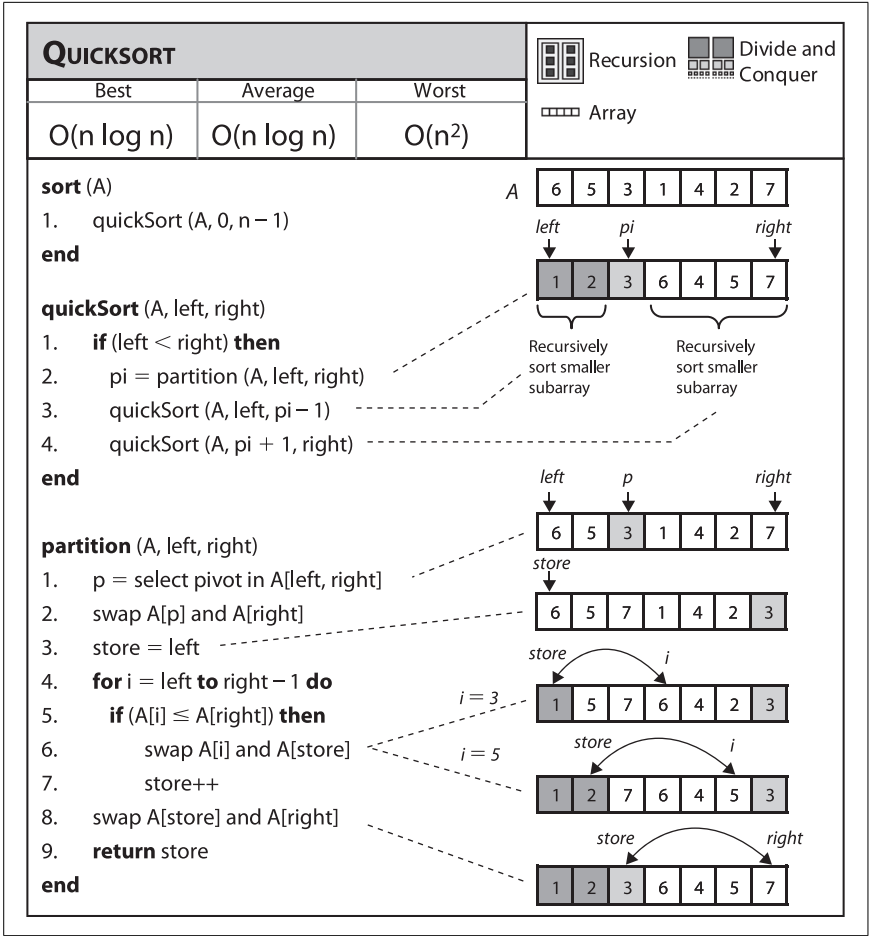 QUICKSORT
Best Average Worst
O(n log n) O(n log n) O(n²)
Recursion
Divide and
Conquer
Array
sort (A)
1. quickSort (A, 0, n − 1)
end
quickSort (A, left, right)
1. if (left < right) then
2. pi = partition (A, left, right)
3. quickSort (A, left, pi − 1)
4. quickSort (A, pi + 1, right)
end
partition (A, left, right)
1. p = select pivot in A[left, right]
2. swap A[p] and A[right]
3. store = left
4. for i = left to right − 1 do
5. if (A[i] ≤ A[right]) then
6. swap A[i] and A[store]
7. store++
8. swap A[store] and A[right]
9. return store
end
A 6 5 3 1 4 2 7
left pi right
1 2 3 6 4 5 7
Recursively
sort smaller
subarray
Recursively
sort smaller
subarray
left p right
6 5 3 1 4 2 7
store
6 5 7 1 4 2 3
store i
i = 3
1 5 7 6 4 2 3
store i
i = 5
1 2 7 6 4 5 3
store right
1 2 3 6 4 5 7